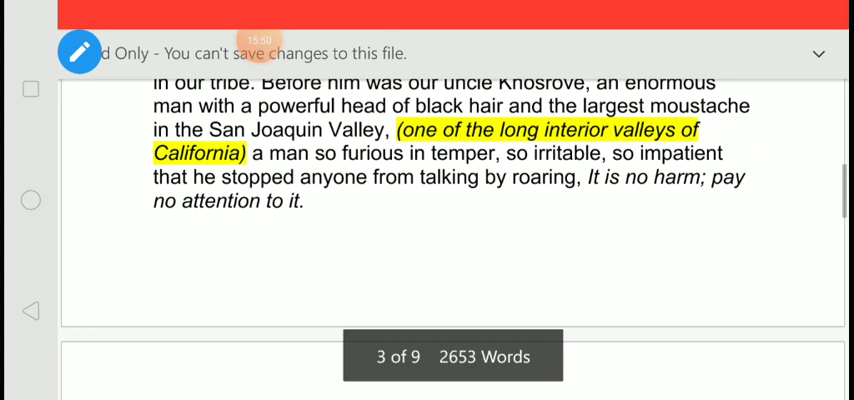 15:50
d Only - You can't save changes to this file.
in our tribe. Before him was our uncle Khosrove, an enormous
man with a powerful head of black hair and the largest moustache
in the San Joaquin Valley, (one of the long interior valleys of
California) a man so furious in temper, so irritable, so impatient
that he stopped anyone from talking by roaring, It is no harm; pay
no attention to it.
3 of 9 2653 Words